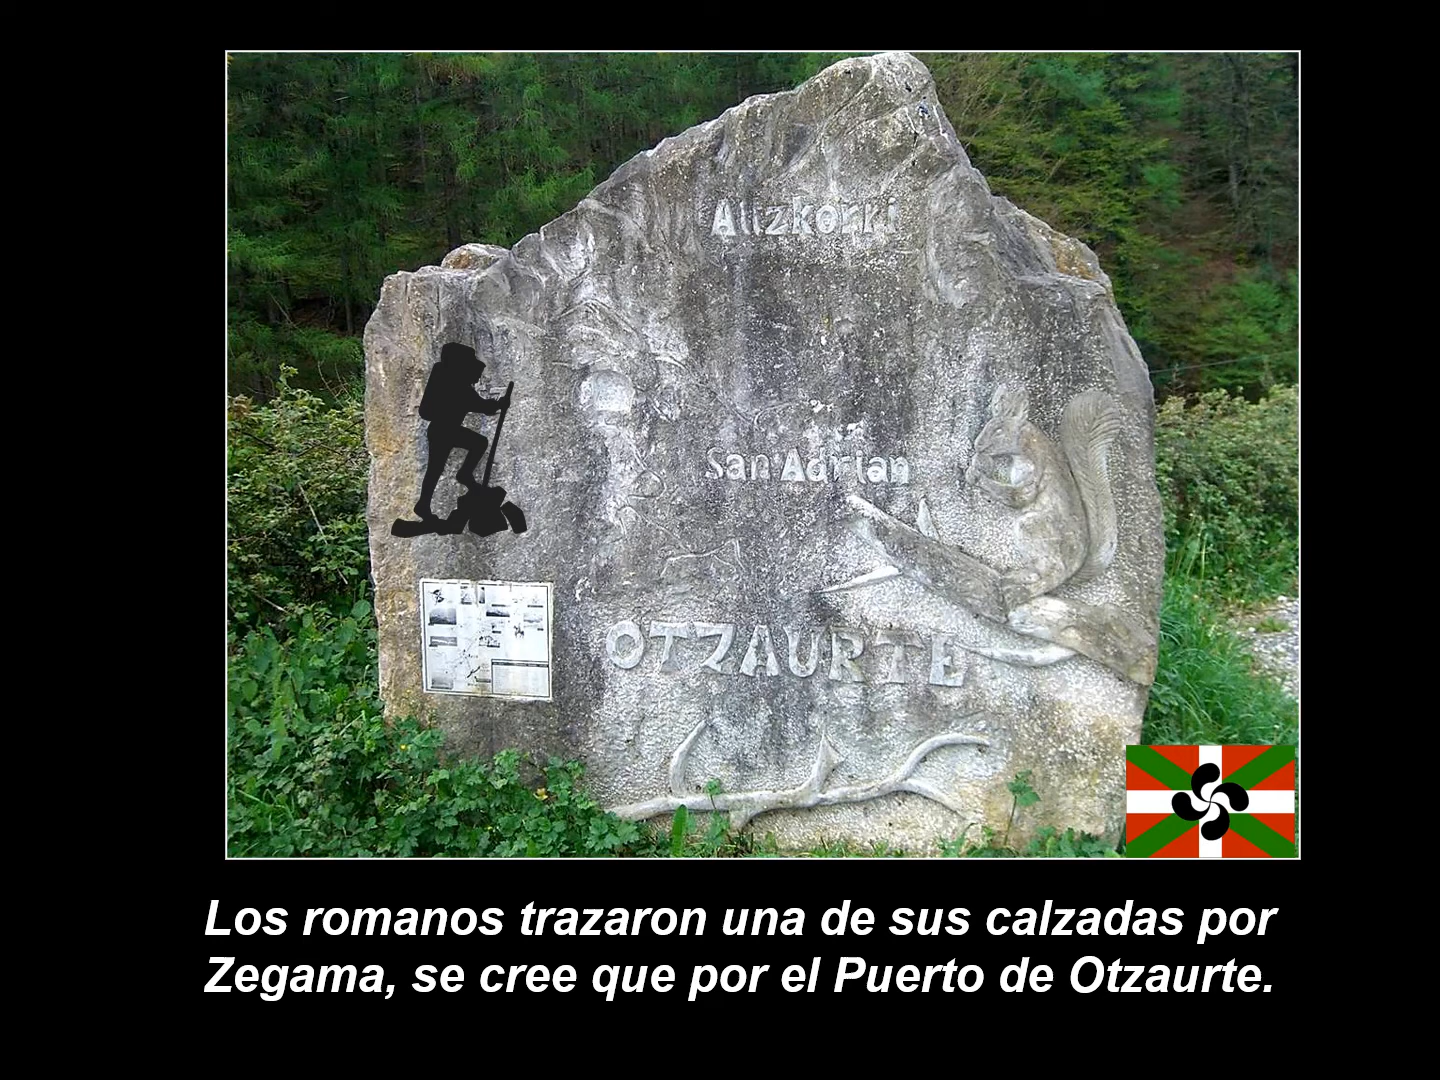 Aitzkorri
San Adrian
OTZAURTE
Los romanos trazaron una de sus calzadas por
Zegama, se cree que por el Puerto de Otzaurte.